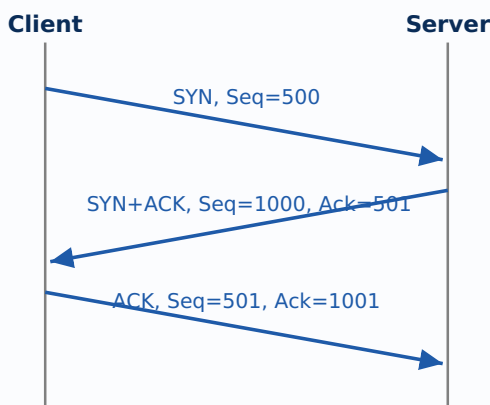 Client
Server
SYN, Seq=500
SYN+ACK, Seq=1000, Ack=501
ACK, Seq=501, Ack=1001